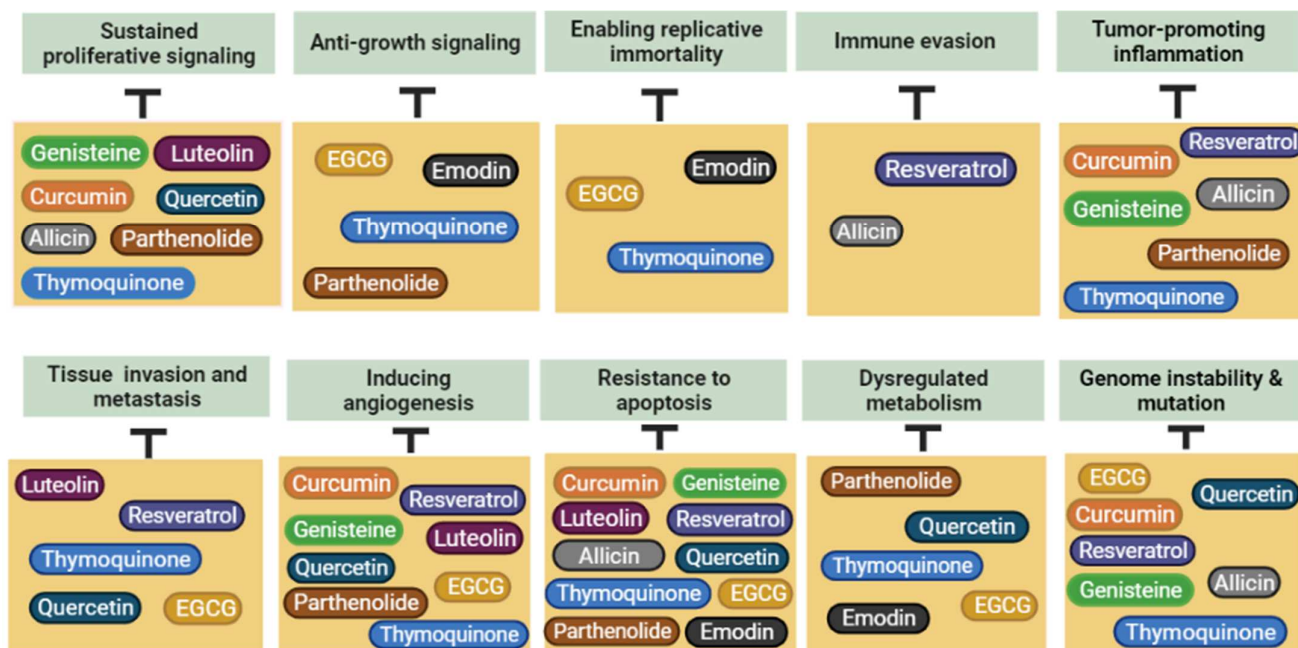 Sustained
proliferative signaling
Anti-growth signaling
Enabling replicative
immortality
Immune evasion
Tumor-promoting
inflammation
Genisteine
Luteolin
Curcumin
Quercetin
Allicin
Parthenolide
Thymoquinone
EGCG
Emodin
Thymoquinone
Parthenolide
Emodin
EGCG
Thymoquinone
Resveratrol
Allicin
Resveratrol
Curcumin
Allicin
Genisteine
Parthenolide
Thymoquinone
Tissue invasion and
metastasis
Inducing
angiogenesis
Resistance to
apoptosis
Dysregulated
metabolism
Genome instability &
mutation
Luteolin
Resveratrol
Thymoquinone
Quercetin
EGCG
Curcumin
Resveratrol
Genisteine
Luteolin
Quercetin
EGCG
Parthenolide
Thymoquinone
Curcumin
Genisteine
Luteolin
Resveratrol
Allicin
Quercetin
Thymoquinone
EGCG
Parthenolide
Emodin
Parthenolide
Quercetin
Thymoquinone
EGCG
Emodin
EGCG
Quercetin
Curcumin
Resveratrol
Genisteine
Allicin
Thymoquinone